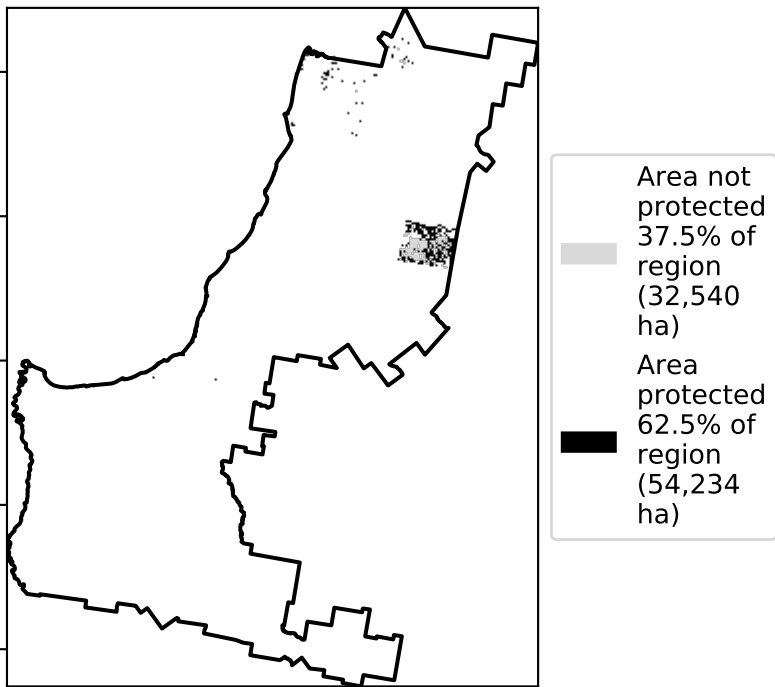 Area not
protected
37.5% of
region
(32,540
ha)
Area
protected
62.5% of
region
(54,234
ha)